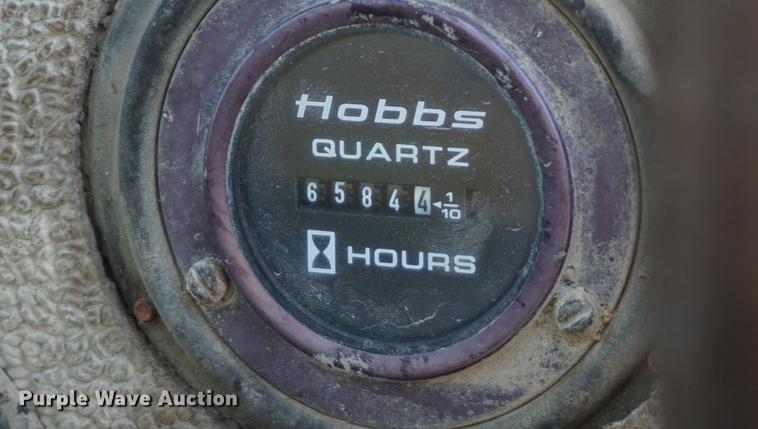 Hobbs
QUARTZ
65844 ◄ 1/10
HOURS
Purple Wave Auction